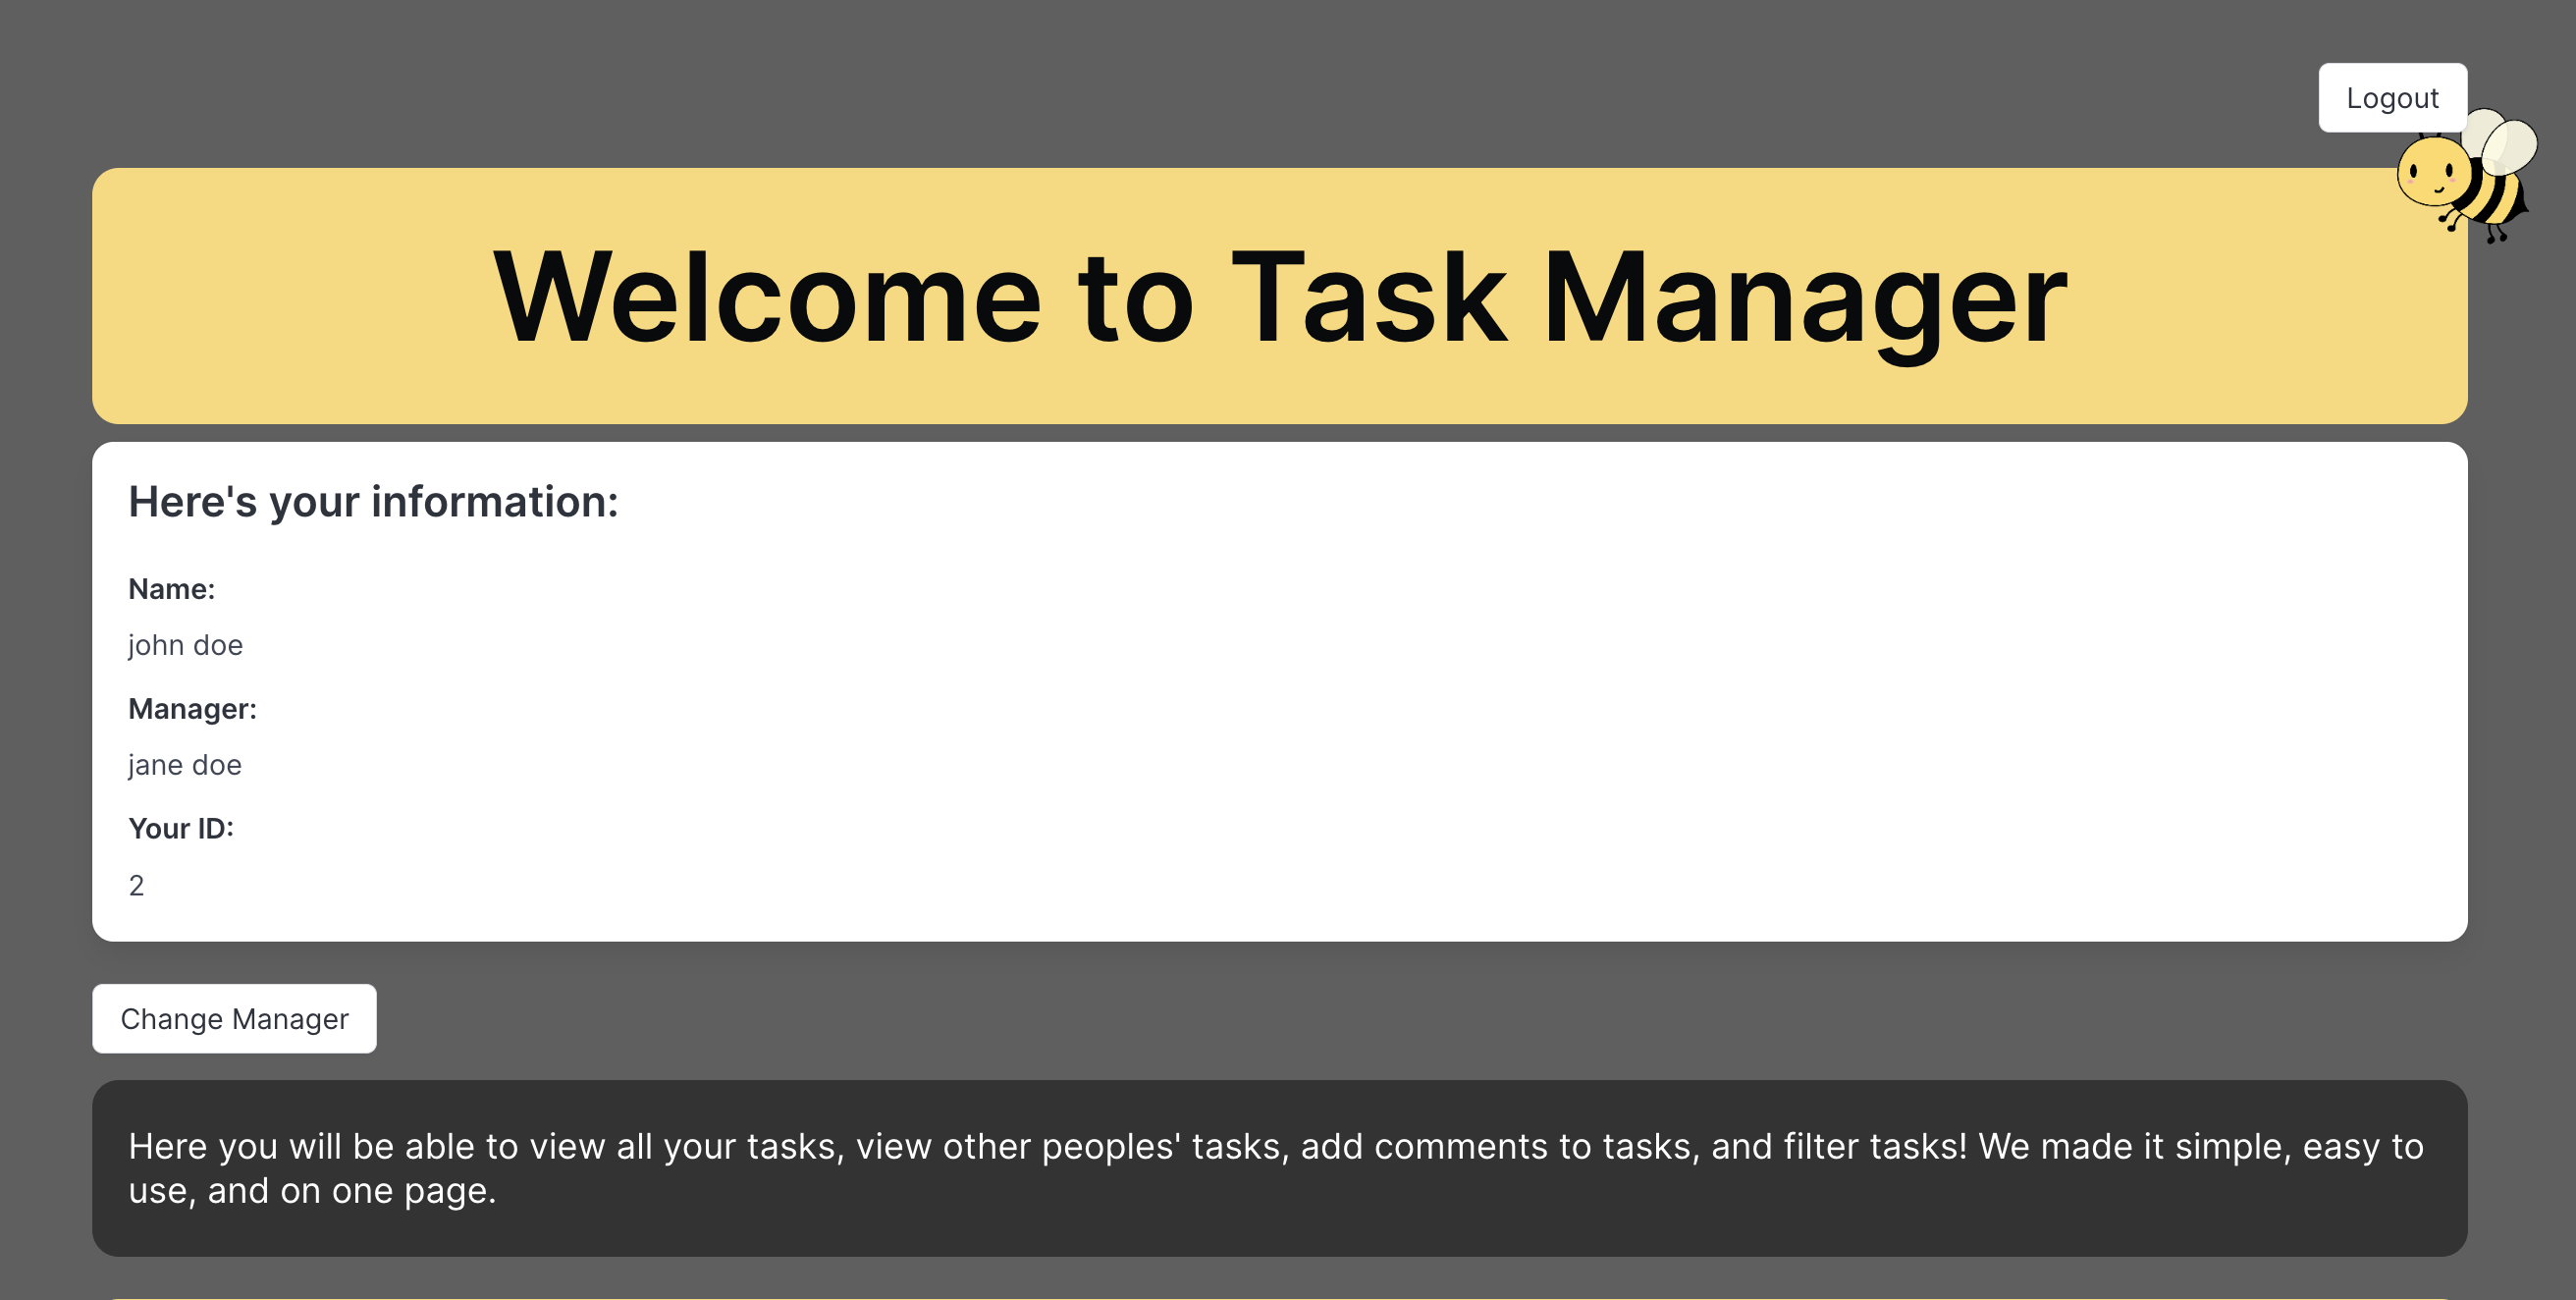 Logout
Welcome to Task Manager
Here's your information:
Name:
john doe
Manager:
jane doe
Your ID:
2
Change Manager
Here you will be able to view all your tasks, view other peoples' tasks, add comments to tasks, and filter tasks! We made it simple, easy to
use, and on one page.